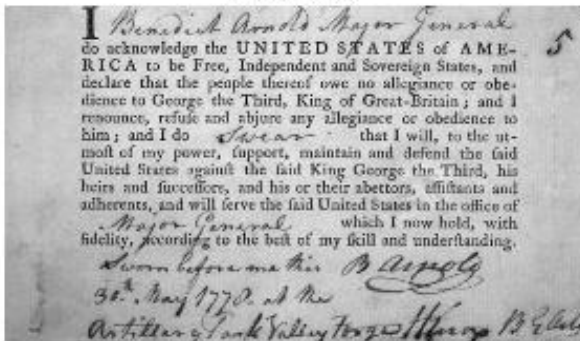 I Benedict Arnold Major General
do acknowledge the UNITED STATES of AME-
RICA to be Free, Independent and Sovereign States, and
declare that the people thereof owe no allegiance or obe-
dience to George the Third, King of Great-Britain; and I
renounce, refuse and abjure any allegiance or obedience to
him; and I do Swear that I will, to the ut-
most of my power, support, maintain and defend the said
United States against the said King George the Third, his
heirs and successors, and his or their abettors, assistants and
adherents, and will serve the said United States in the office of
Major General which I now hold, with
fidelity, according to the best of my skill and understanding.
Sworn before me this B Arnold
30th May 1778. at the
Artillery Park Valley Forge HKnox B G Art
5